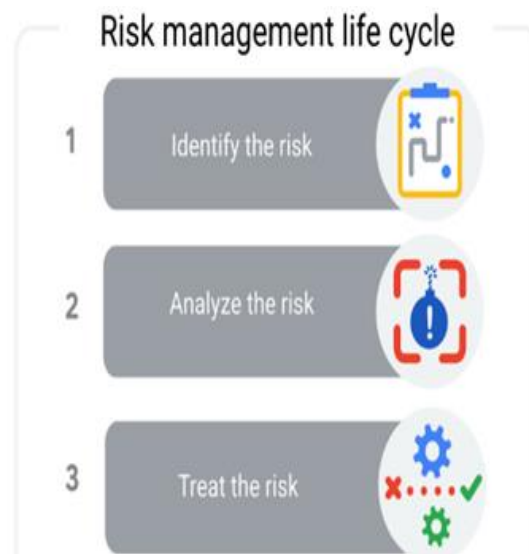 Risk management life cycle
1
Identify the risk
2
Analyze the risk
!
3
Treat the risk